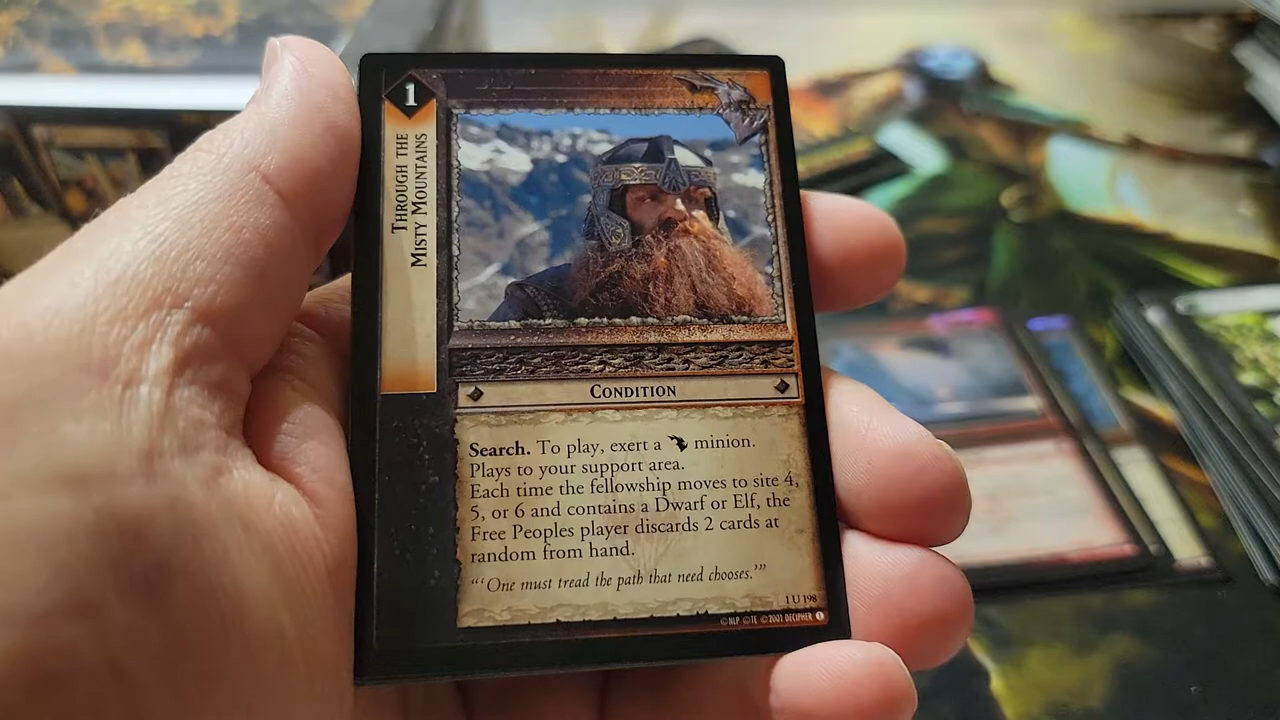 1
THROUGH THE
MISTY MOUNTAINS
CONDITION
Search. To play, exert a minion.
Plays to your support area.
Each time the fellowship moves to site 4,
5, or 6 and contains a Dwarf or Elf, the
Free Peoples player discards 2 cards at
random from hand.
"'One must tread the path that need chooses.'"
1 U 198
©NLP ©TE ©2001 DECIPHER 1